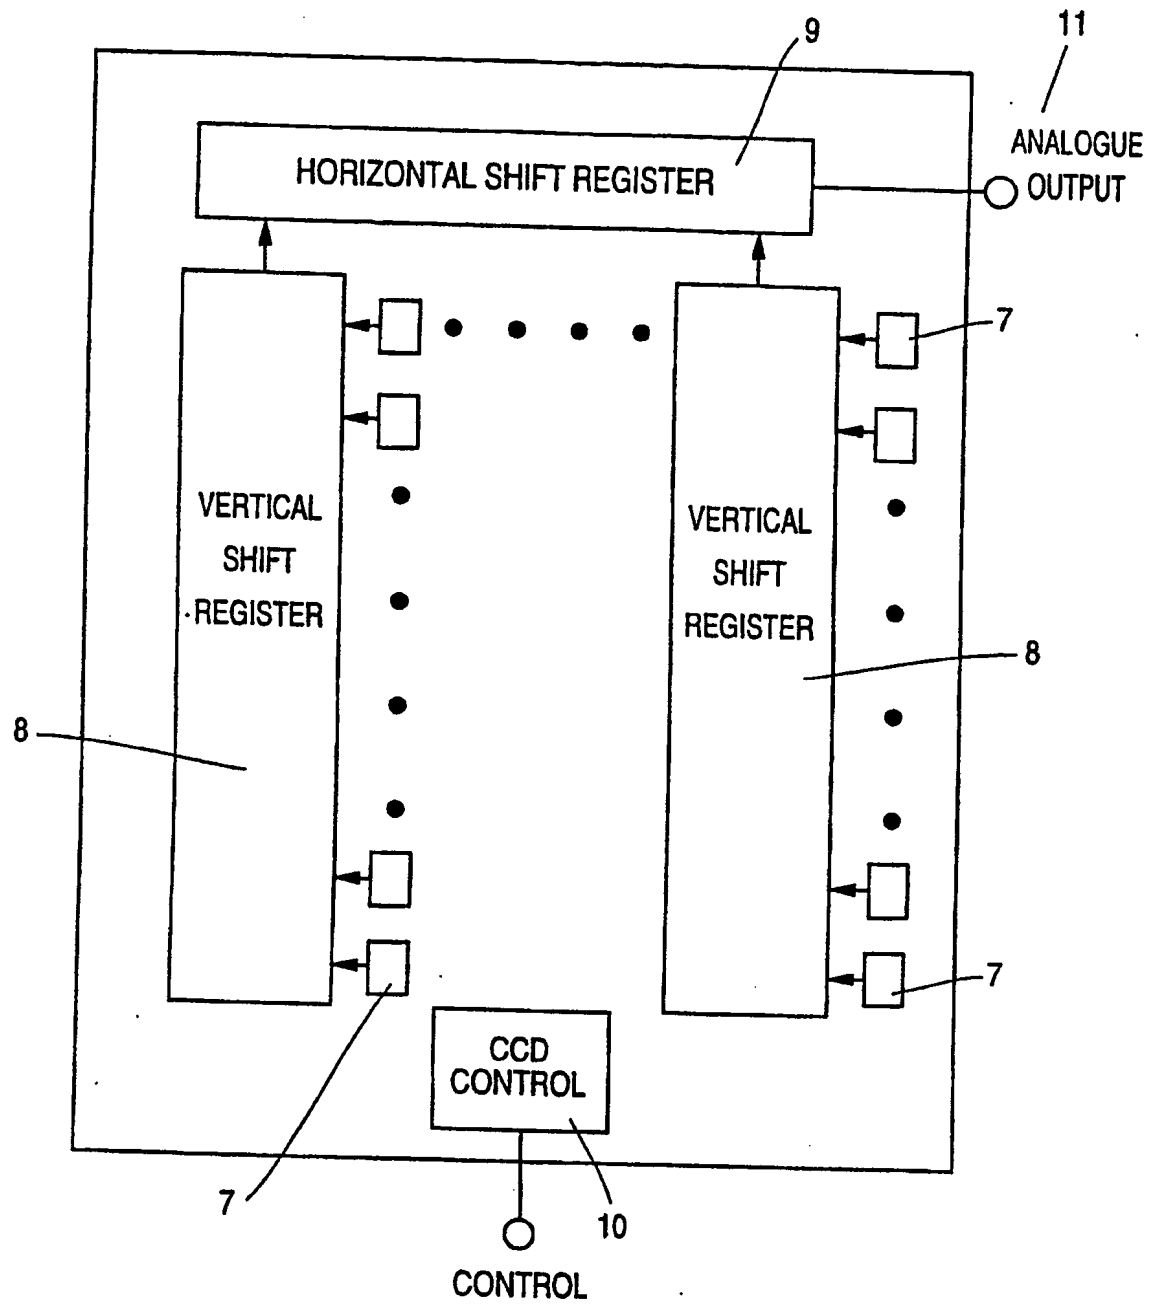 9
11
ANALOGUE
OUTPUT
HORIZONTAL SHIFT REGISTER
7
VERTICAL
SHIFT
REGISTER
VERTICAL
SHIFT
REGISTER
8
8
7
CCD
CONTROL
7
10
CONTROL